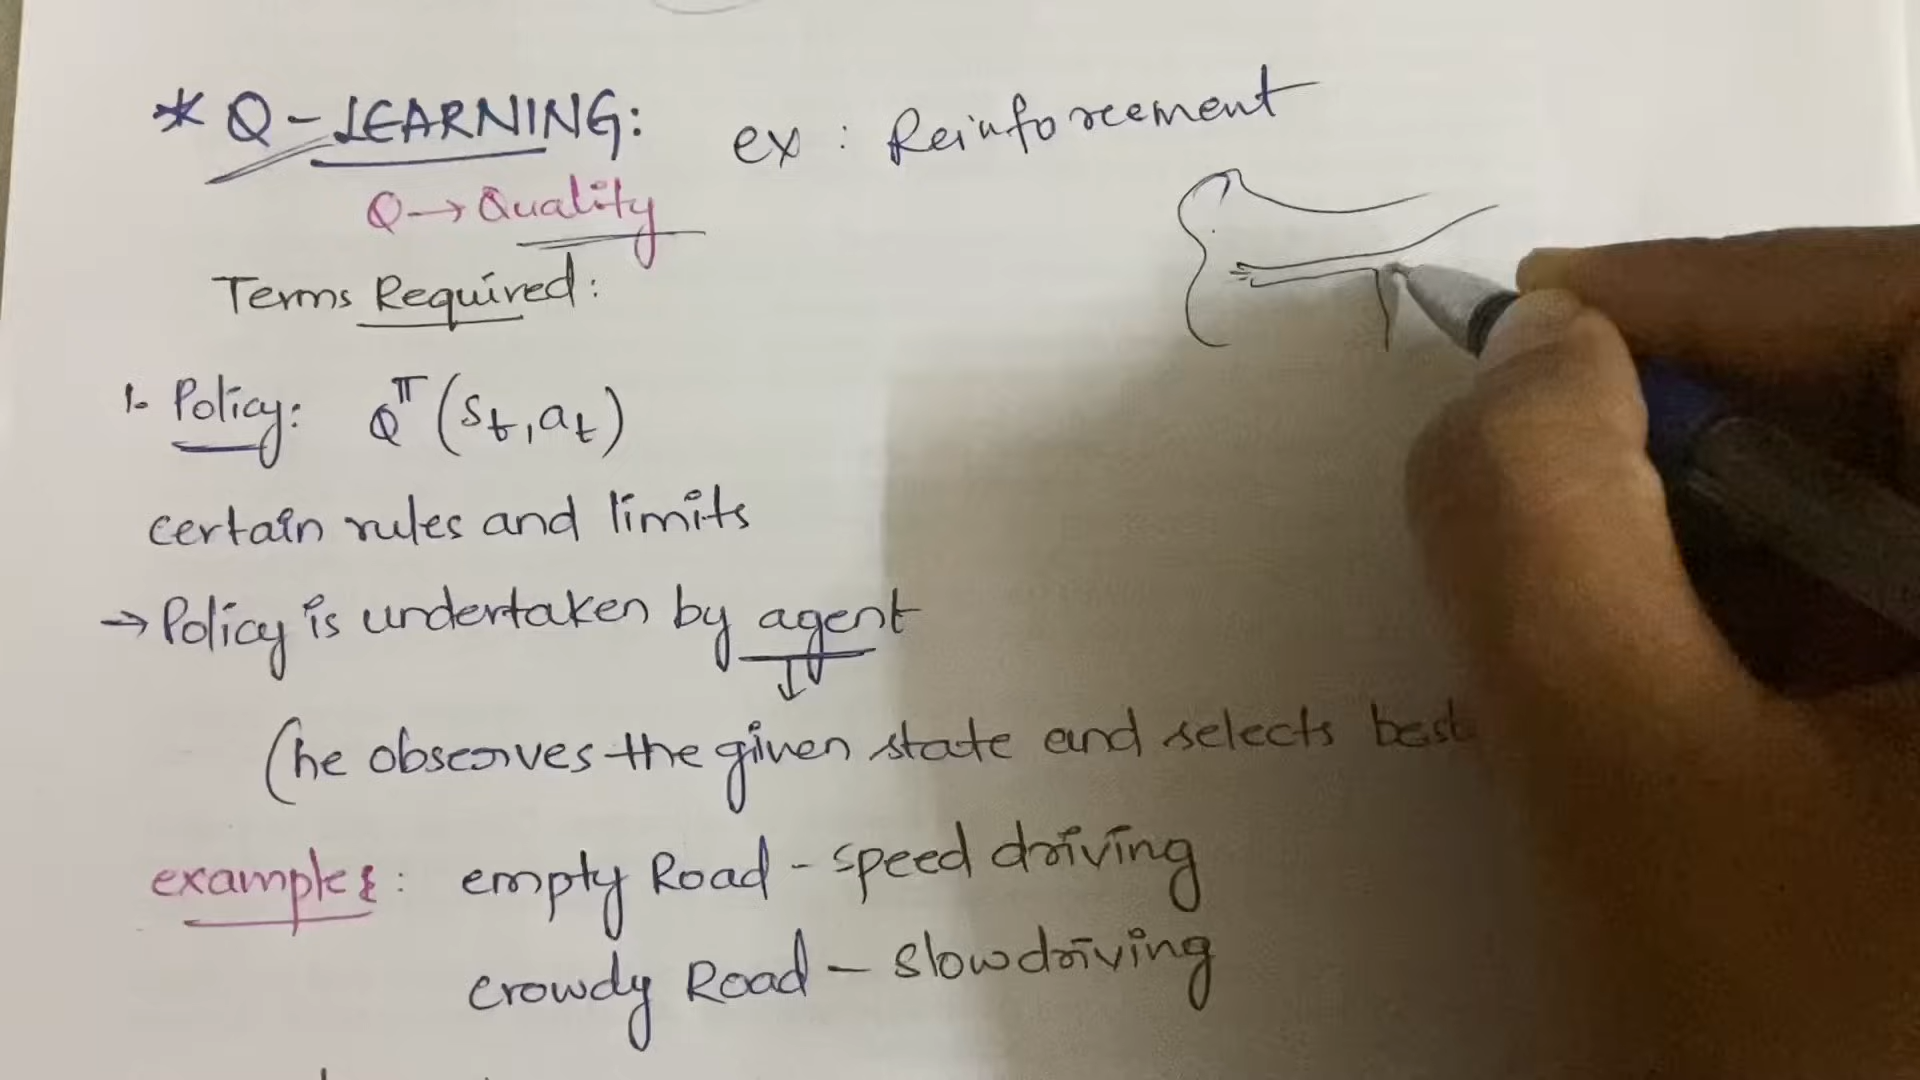 * Q-LEARNING: ex: Reinforcement
Q→Quality
Terms Required:
1. Policy: Q^π(s_t, a_t)
certain rules and limits
→ Policy is undertaken by agent
↓
(he observes the given state and selects best
examples: empty Road - speed driving
crowdy Road - slow driving